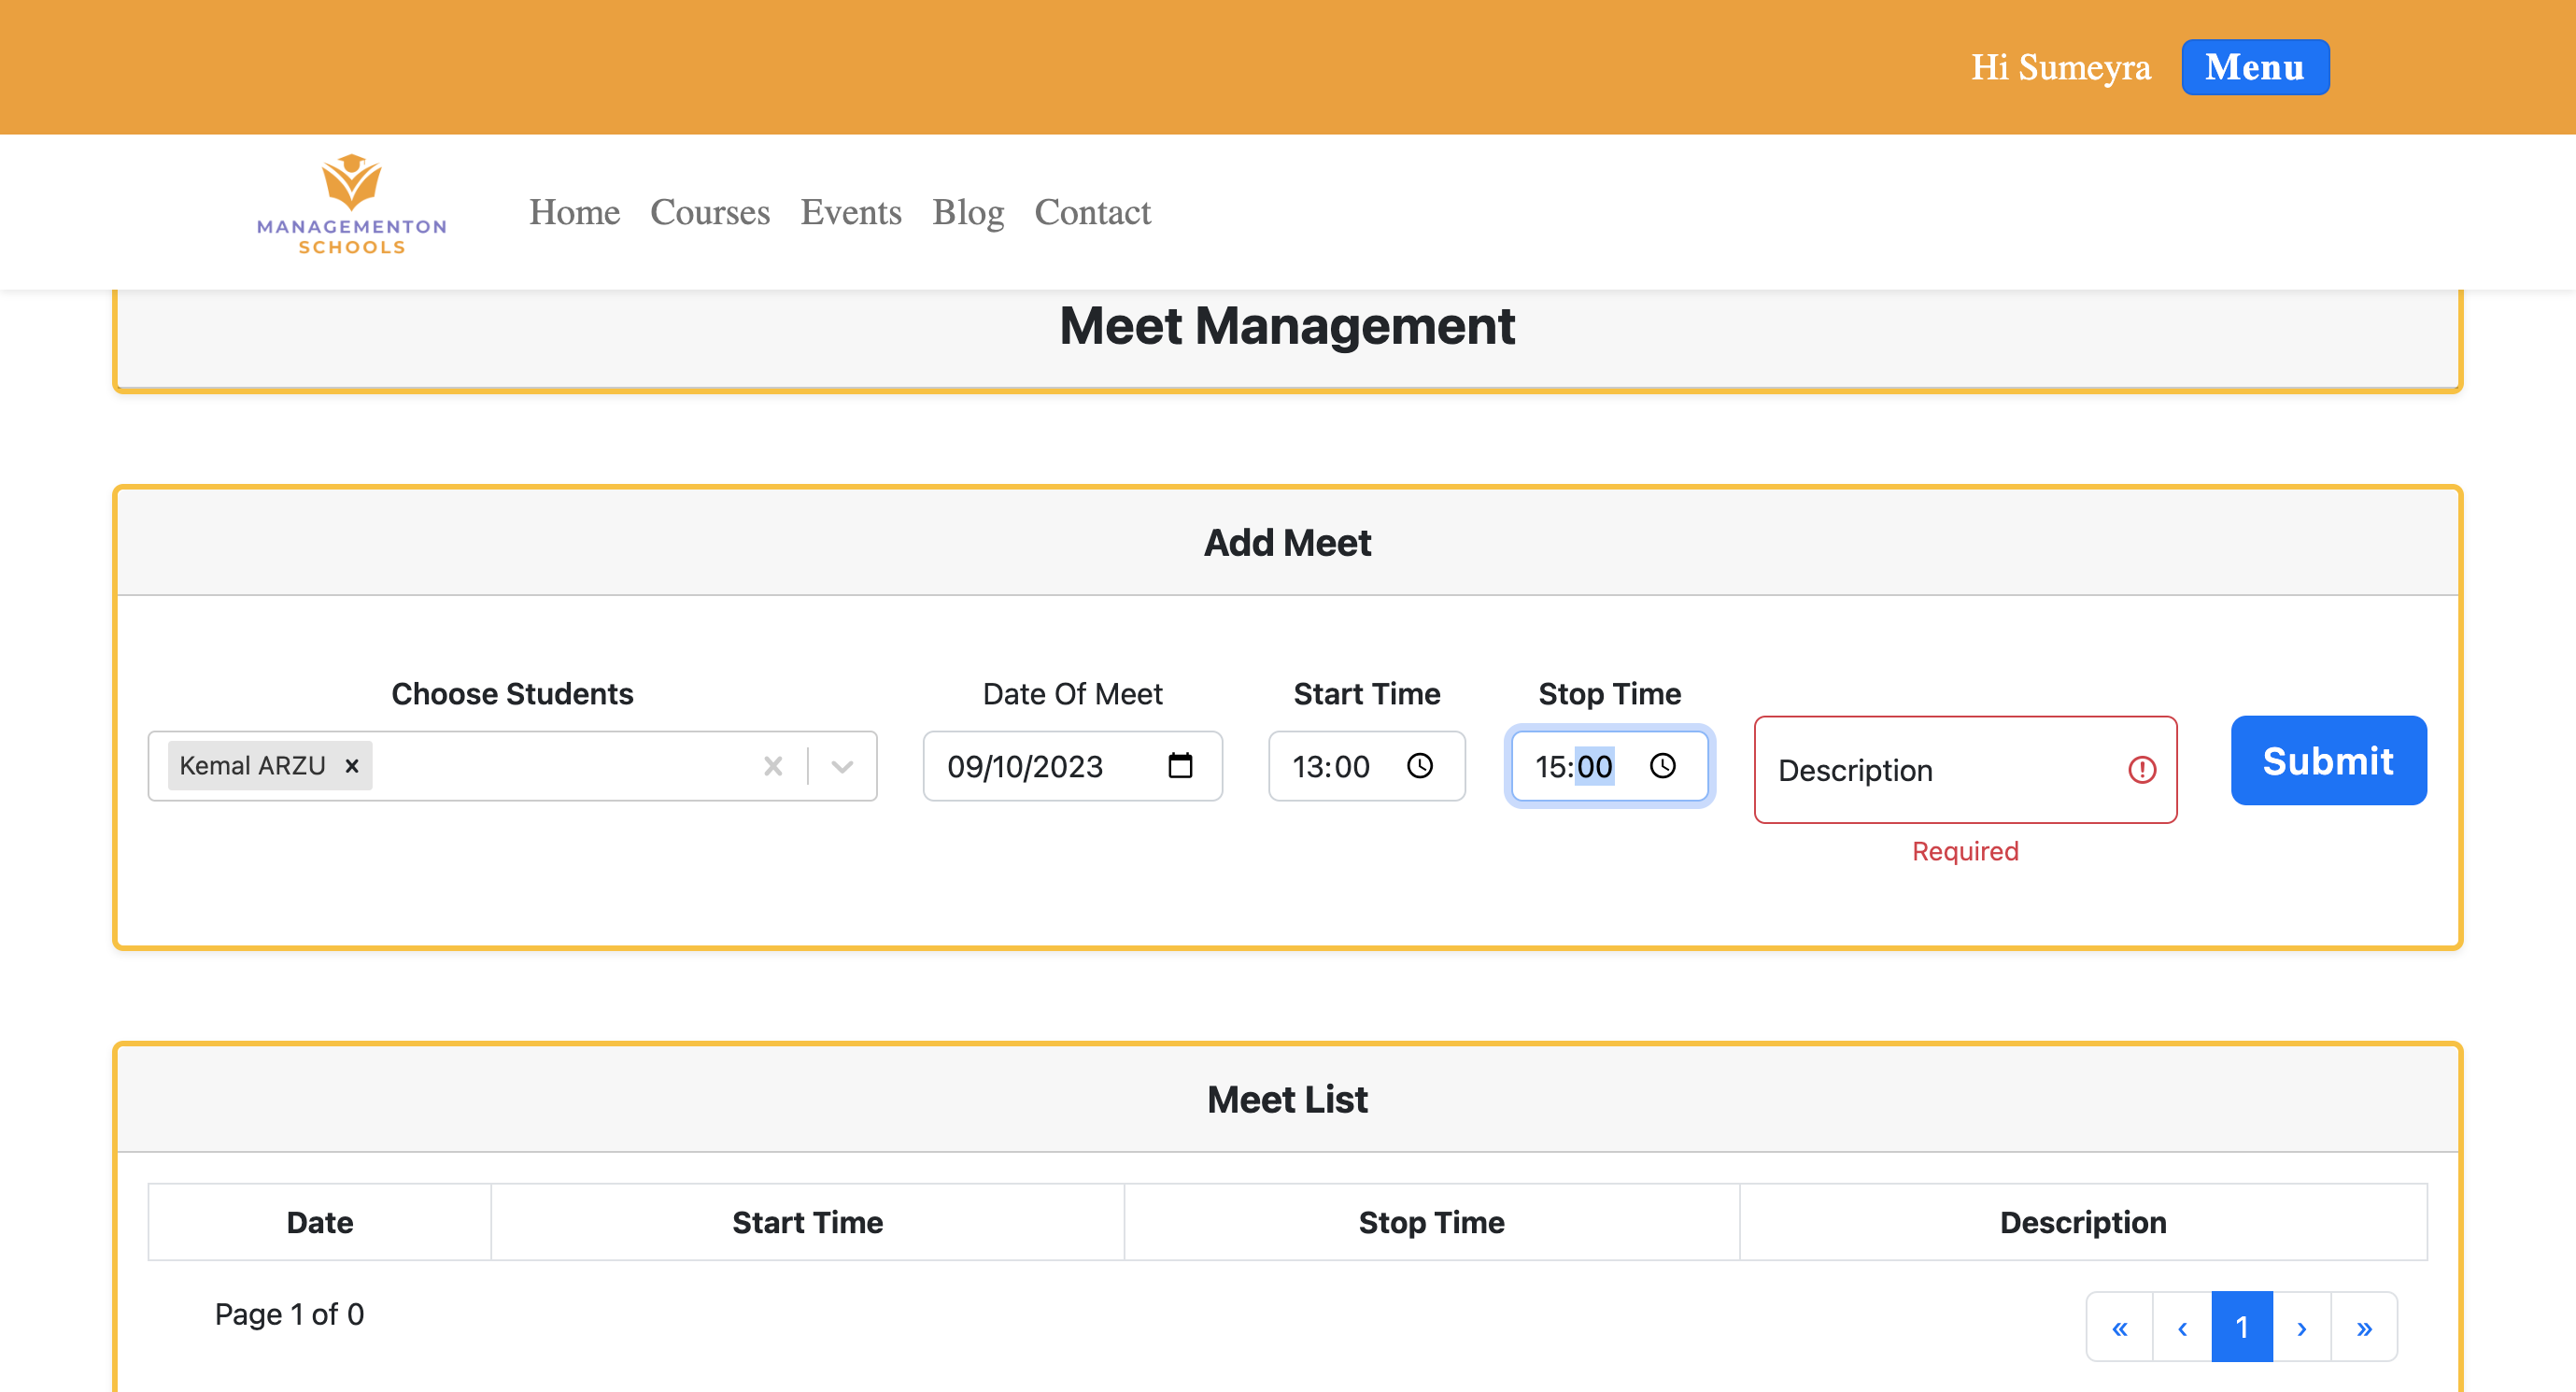 Hi Sumeyra Menu
MANAGEMENTON
SCHOOLS
Home Courses Events Blog Contact
Meet Management
Add Meet
Choose Students Date Of Meet Start Time Stop Time
Kemal ARZU × 09/10/2023 13:00 15:00 Description Submit
Required
Meet List
Date Start Time Stop Time Description
Page 1 of 0 « ‹ 1 › »